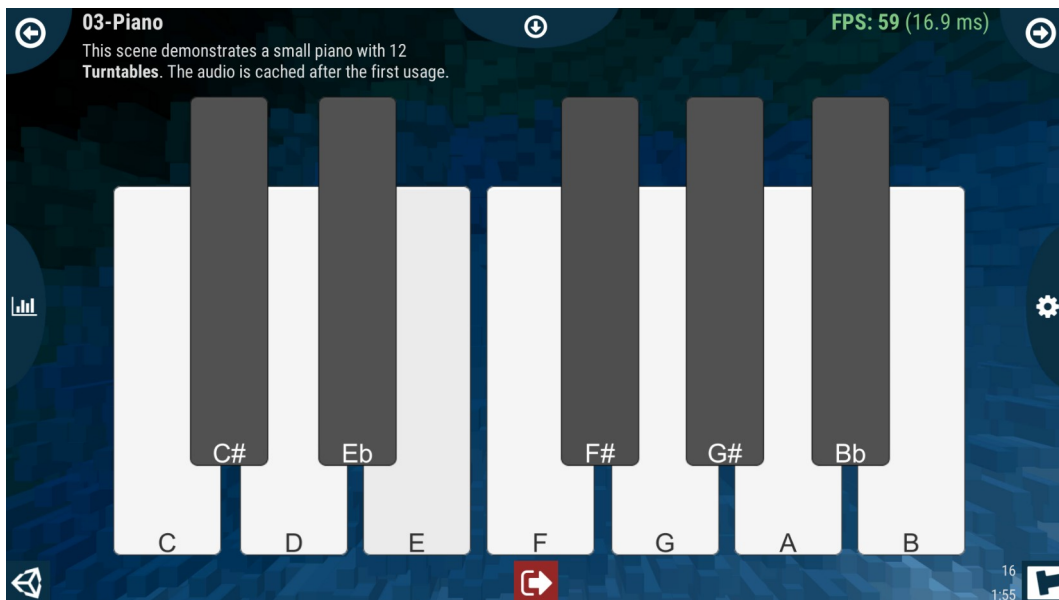 03-Piano
FPS: 59 (16.9 ms)
This scene demonstrates a small piano with 12
Turntables. The audio is cached after the first usage.
C#
Eb
F#
G#
Bb
C
D
E
F
G
A
B
16
1:55